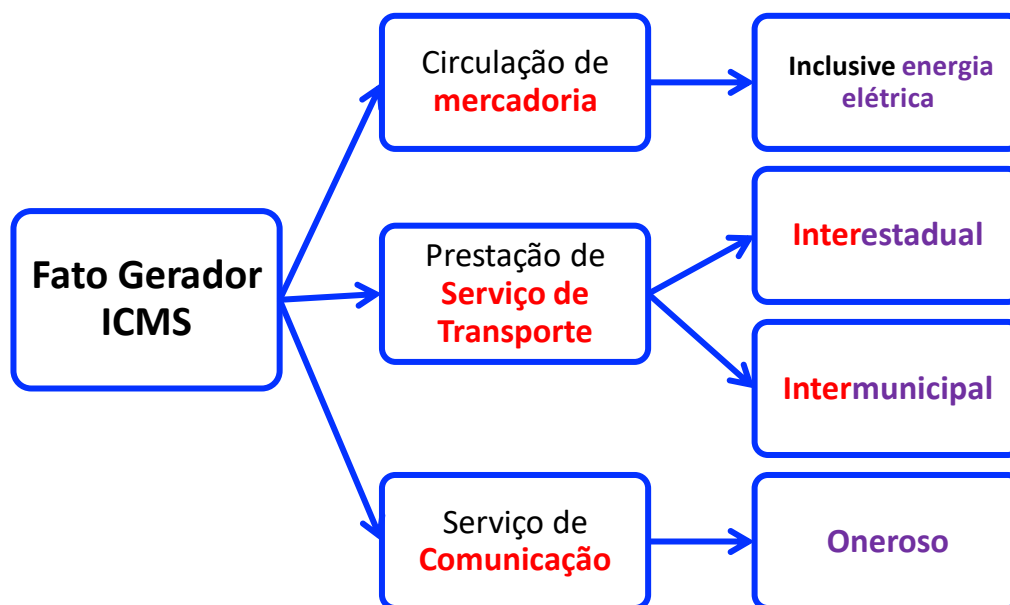 Fato Gerador
ICMS
Circulação de
mercadoria
Inclusive energia
elétrica
Prestação de
Serviço de
Transporte
Interestadual
Intermunicipal
Serviço de
Comunicação
Oneroso